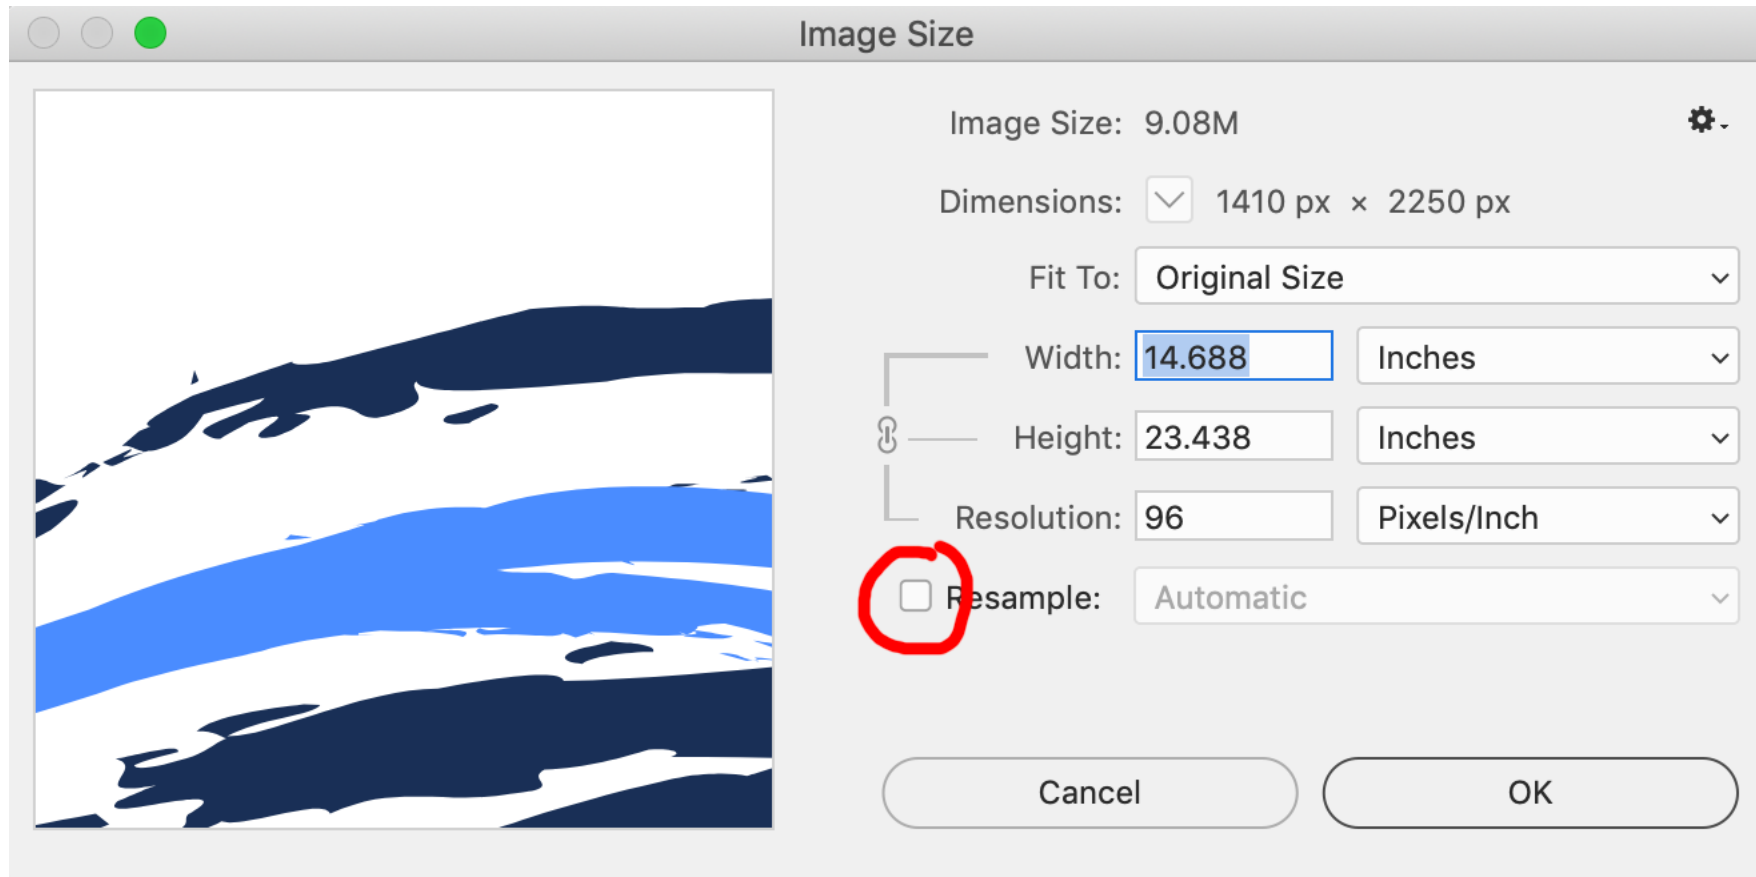 Image Size
Image Size: 9.08M
Dimensions: 1410 px × 2250 px
Fit To: Original Size
Width: 14.688 Inches
Height: 23.438 Inches
Resolution: 96 Pixels/Inch
Resample: Automatic
Cancel OK